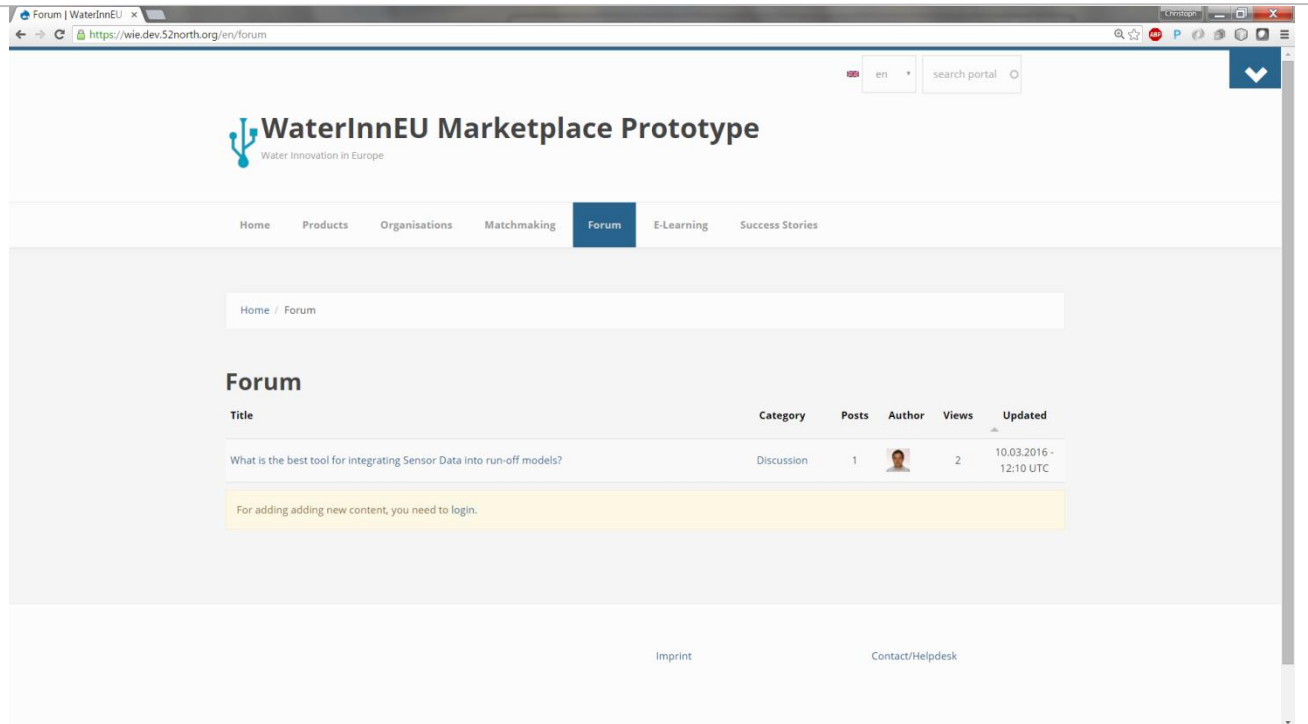 Forum | WaterInnEU ×
Christoph
https://wie.dev.52north.org/en/forum
ABP P
en search portal
WaterInnEU Marketplace Prototype
Water Innovation in Europe
Home Products Organisations Matchmaking Forum E-Learning Success Stories
Home / Forum
Forum
Title Category Posts Author Views Updated
What is the best tool for integrating Sensor Data into run-off models? Discussion 1 2 10.03.2016 -
12:10 UTC
For adding adding new content, you need to login.
Imprint Contact/Helpdesk